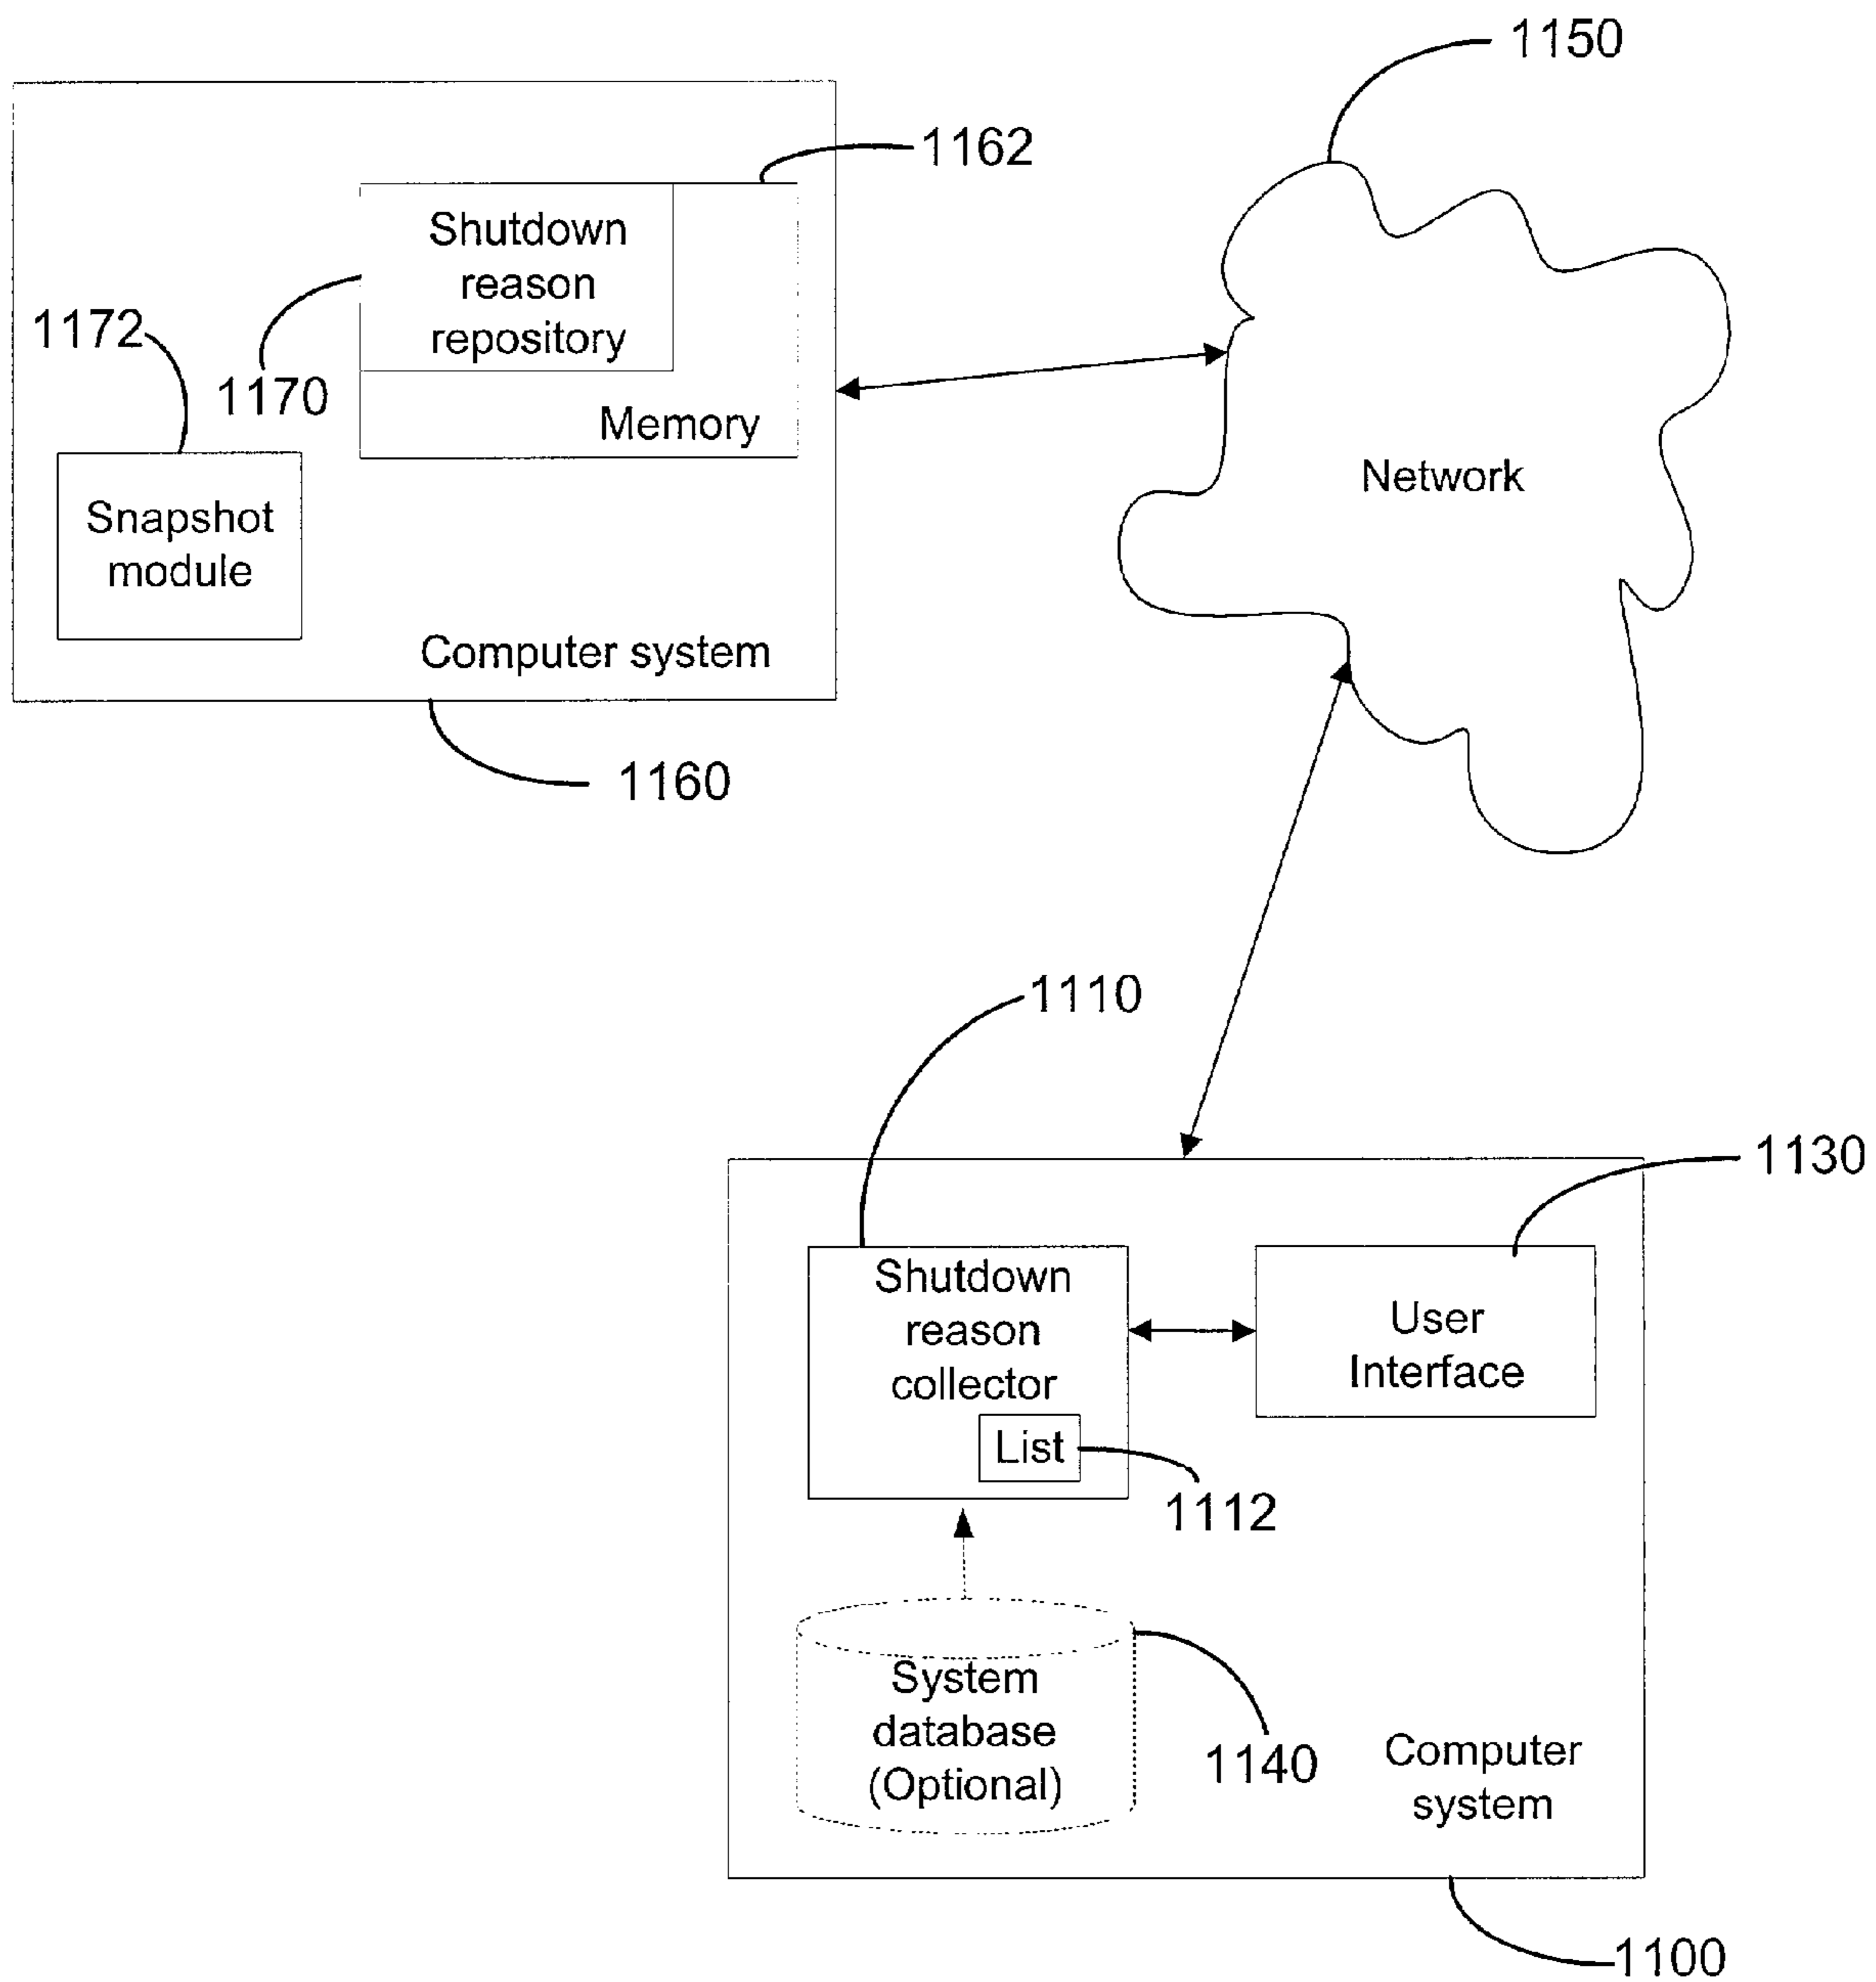 1150
1162
Shutdown
reason
repository
1172
1170
Memory
Network
Snapshot
module
Computer system
1160
1110
1130
Shutdown
reason
collector
User
Interface
List
1112
System
database
(Optional)
1140
Computer
system
1100